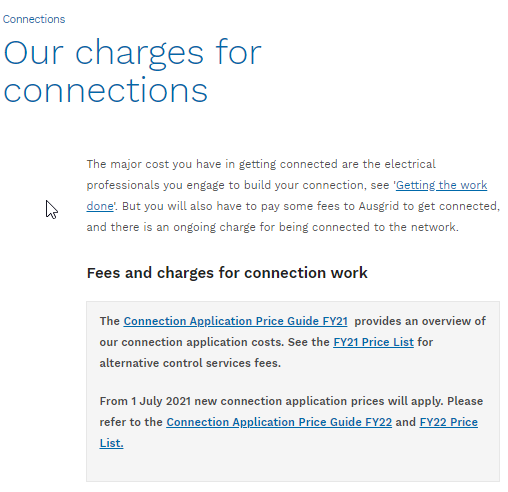 Connections
Our charges for
connections
The major cost you have in getting connected are the electrical
professionals you engage to build your connection, see 'Getting the work
done'. But you will also have to pay some fees to Ausgrid to get connected,
and there is an ongoing charge for being connected to the network.
Fees and charges for connection work
The Connection Application Price Guide FY21 provides an overview of
our connection application costs. See the FY21 Price List for
alternative control services fees.
From 1 July 2021 new connection application prices will apply. Please
refer to the Connection Application Price Guide FY22 and FY22 Price
List.